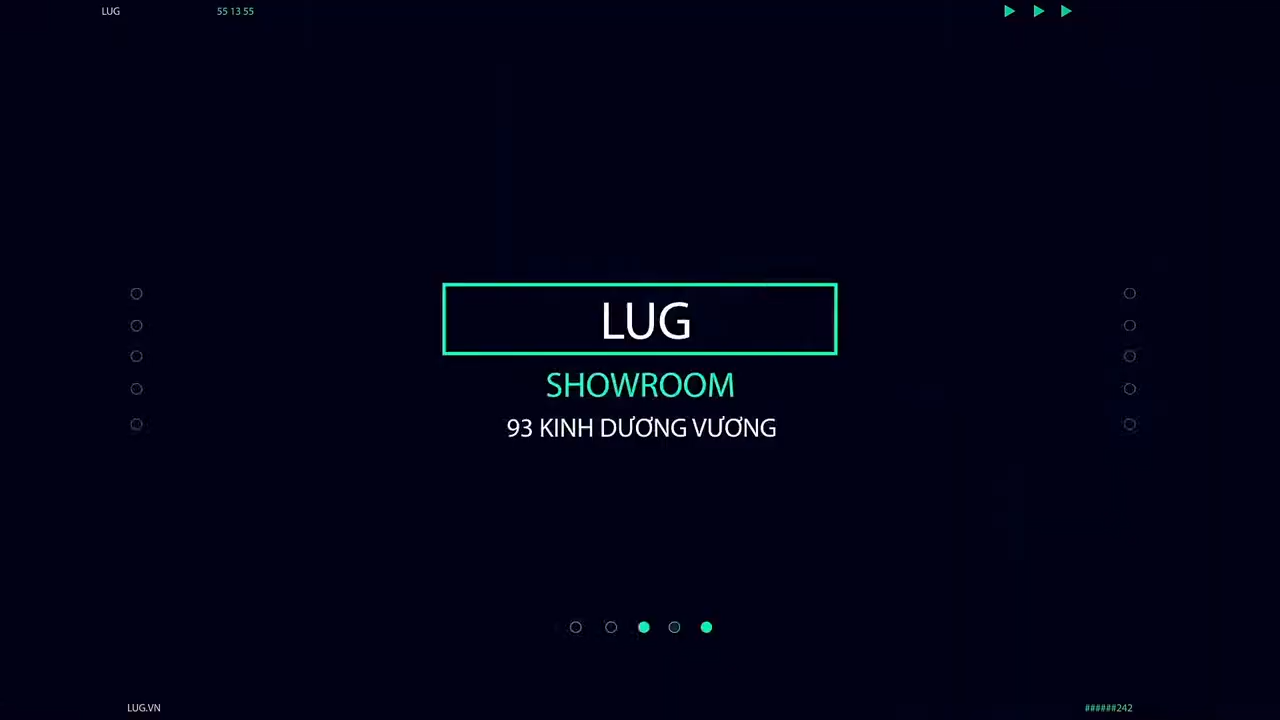 LUG
55 13 55
LUG
SHOWROOM
93 KINH DƯƠNG VƯƠNG
LUG.VN
######242